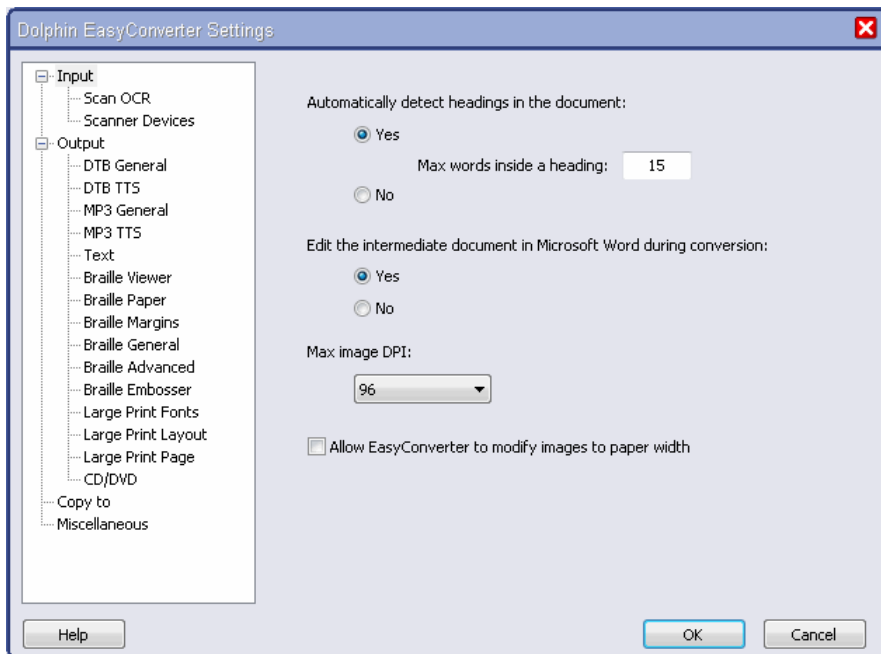 Dolphin EasyConverter Settings
Input
Scan OCR
Scanner Devices
Output
DTB General
DTB TTS
MP3 General
MP3 TTS
Text
Braille Viewer
Braille Paper
Braille Margins
Braille General
Braille Advanced
Braille Embosser
Large Print Fonts
Large Print Layout
Large Print Page
CD/DVD
Copy to
Miscellaneous
Automatically detect headings in the document:
Yes
Max words inside a heading: 15
No
Edit the intermediate document in Microsoft Word during conversion:
Yes
No
Max image DPI:
96
Allow EasyConverter to modify images to paper width
Help OK Cancel